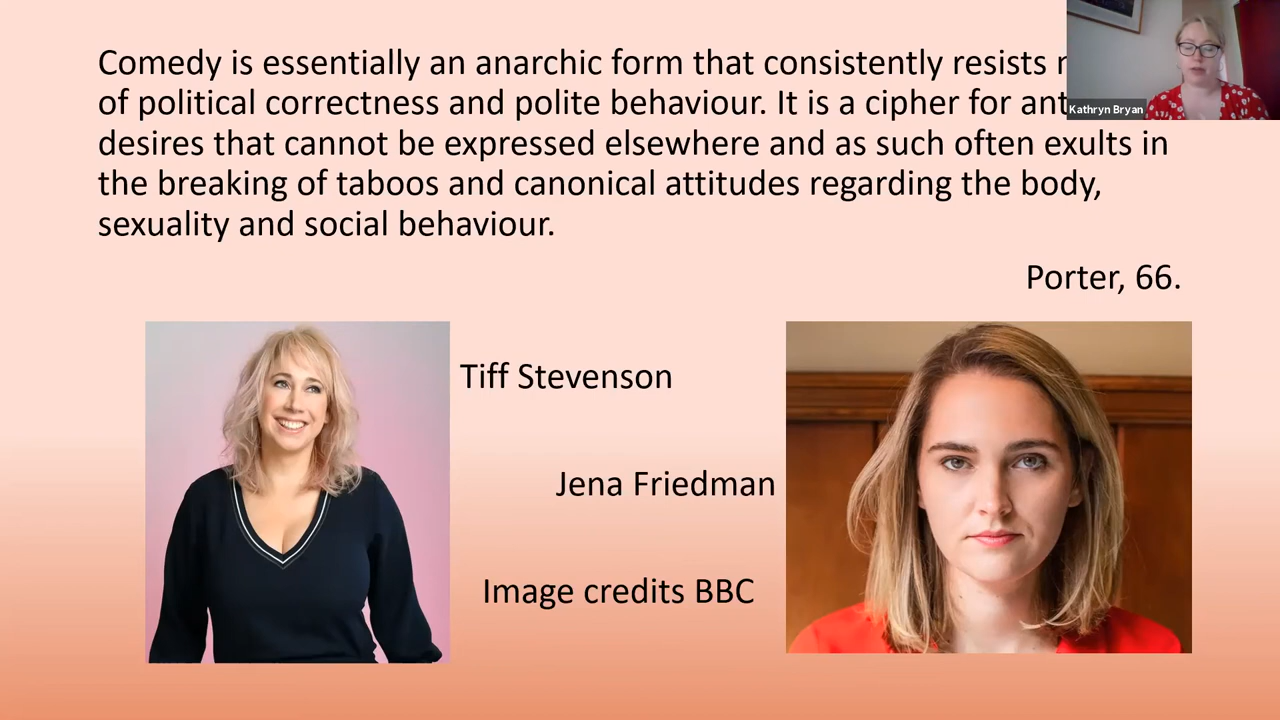 Comedy is essentially an anarchic form that consistently resists
of political correctness and polite behaviour. It is a cipher for
desires that cannot be expressed elsewhere and as such often exults in
the breaking of taboos and canonical attitudes regarding the body,
sexuality and social behaviour.
Porter, 66.
Tiff Stevenson
Jena Friedman
Image credits BBC
Kathryn Bryan